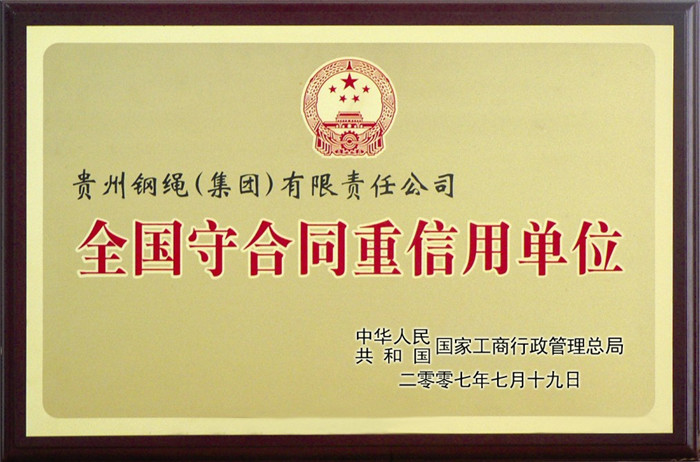 贵州钢绳(集团)有限责任公司
全国守合同重信用单位
中华人民
共和国
国家工商行政管理总局
二零零七年七月十九日